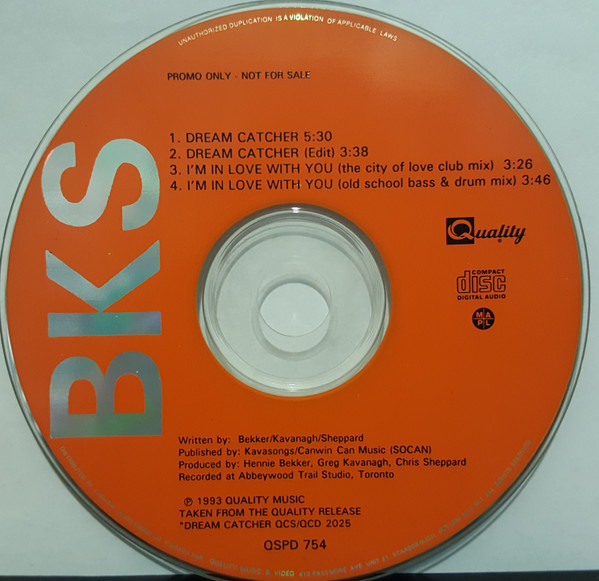 UNAUTHORIZED DUPLICATION IS A VIOLATION OF APPLICABLE LAWS
PROMO ONLY - NOT FOR SALE
BKS
1. DREAM CATCHER 5:30
2. DREAM CATCHER (Edit) 3:38
3. I'M IN LOVE WITH YOU (the city of love club mix) 3:26
4. I'M IN LOVE WITH YOU (old school bass & drum mix) 3:46
Quality
COMPACT
disc
DIGITAL AUDIO
M A
P L
Written by: Bekker/Kavanagh/Sheppard
Published by: Kavasongs/Canwin Can Music (SOCAN)
Produced by: Hennie Bekker, Greg Kavanagh, Chris Sheppard
Recorded at Abbeywood Trail Studio, Toronto
℗ 1993 QUALITY MUSIC
TAKEN FROM THE QUALITY RELEASE
"DREAM CATCHER QCS/QCD 2025
QSPD 754
QUALITY MUSIC & VIDEO